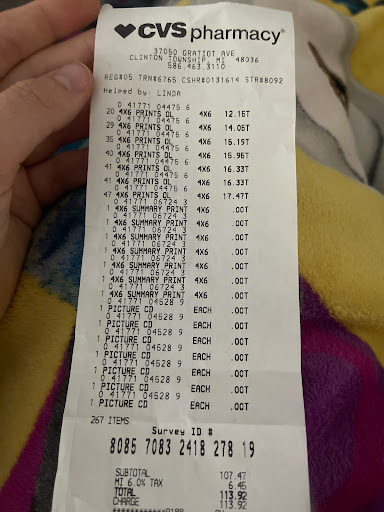 CVS pharmacy®
37050 GRATIOT AVE
CLINTON TOWNSHIP, MI 48036
586.463.3110
REG#05 TRN#6765 CSHR#0131614 STR#8092
Helped by: LINDA
0 41771 04475 6
20 4X6 PRINTS OL 4X6 12.16T
0 41771 04475 6
29 4X6 PRINTS OL 4X6 14.05T
0 41771 04475 6
35 4X6 PRINTS OL 4X6 15.19T
0 41771 04475 6
40 4X6 PRINTS OL 4X6 15.96T
0 41771 04475 6
41 4X6 PRINTS OL 4X6 16.33T
0 41771 04475 6
41 4X6 PRINTS OL 4X6 16.33T
0 41771 04475 6
47 4X6 PRINTS OL 4X6 17.47T
0 41771 06724 3
1 4X6 SUMMARY PRINT 4X6 .00T
0 41771 06724 3
1 4X6 SUMMARY PRINT 4X6 .00T
0 41771 06724 3
1 4X6 SUMMARY PRINT 4X6 .00T
0 41771 06724 3
1 4X6 SUMMARY PRINT 4X6 .00T
0 41771 06724 3
1 4X6 SUMMARY PRINT 4X6 .00T
0 41771 06724 3
1 4X6 SUMMARY PRINT 4X6 .00T
0 41771 06724 3
1 4X6 SUMMARY PRINT 4X6 .00T
0 41771 04528 9
1 PICTURE CD EACH .00T
0 41771 04528 9
1 PICTURE CD EACH .00T
0 41771 04528 9
1 PICTURE CD EACH .00T
0 41771 04528 9
1 PICTURE CD EACH .00T
0 41771 04528 9
1 PICTURE CD EACH .00T
0 41771 04528 9
1 PICTURE CD EACH .00T
0 41771 04528 9
1 PICTURE CD EACH .00T
267 ITEMS
Survey ID #
8085 7083 2418 278 19
SUBTOTAL 107.47
MI 6.0% TAX 6.45
TOTAL 113.92
CHARGE 113.92